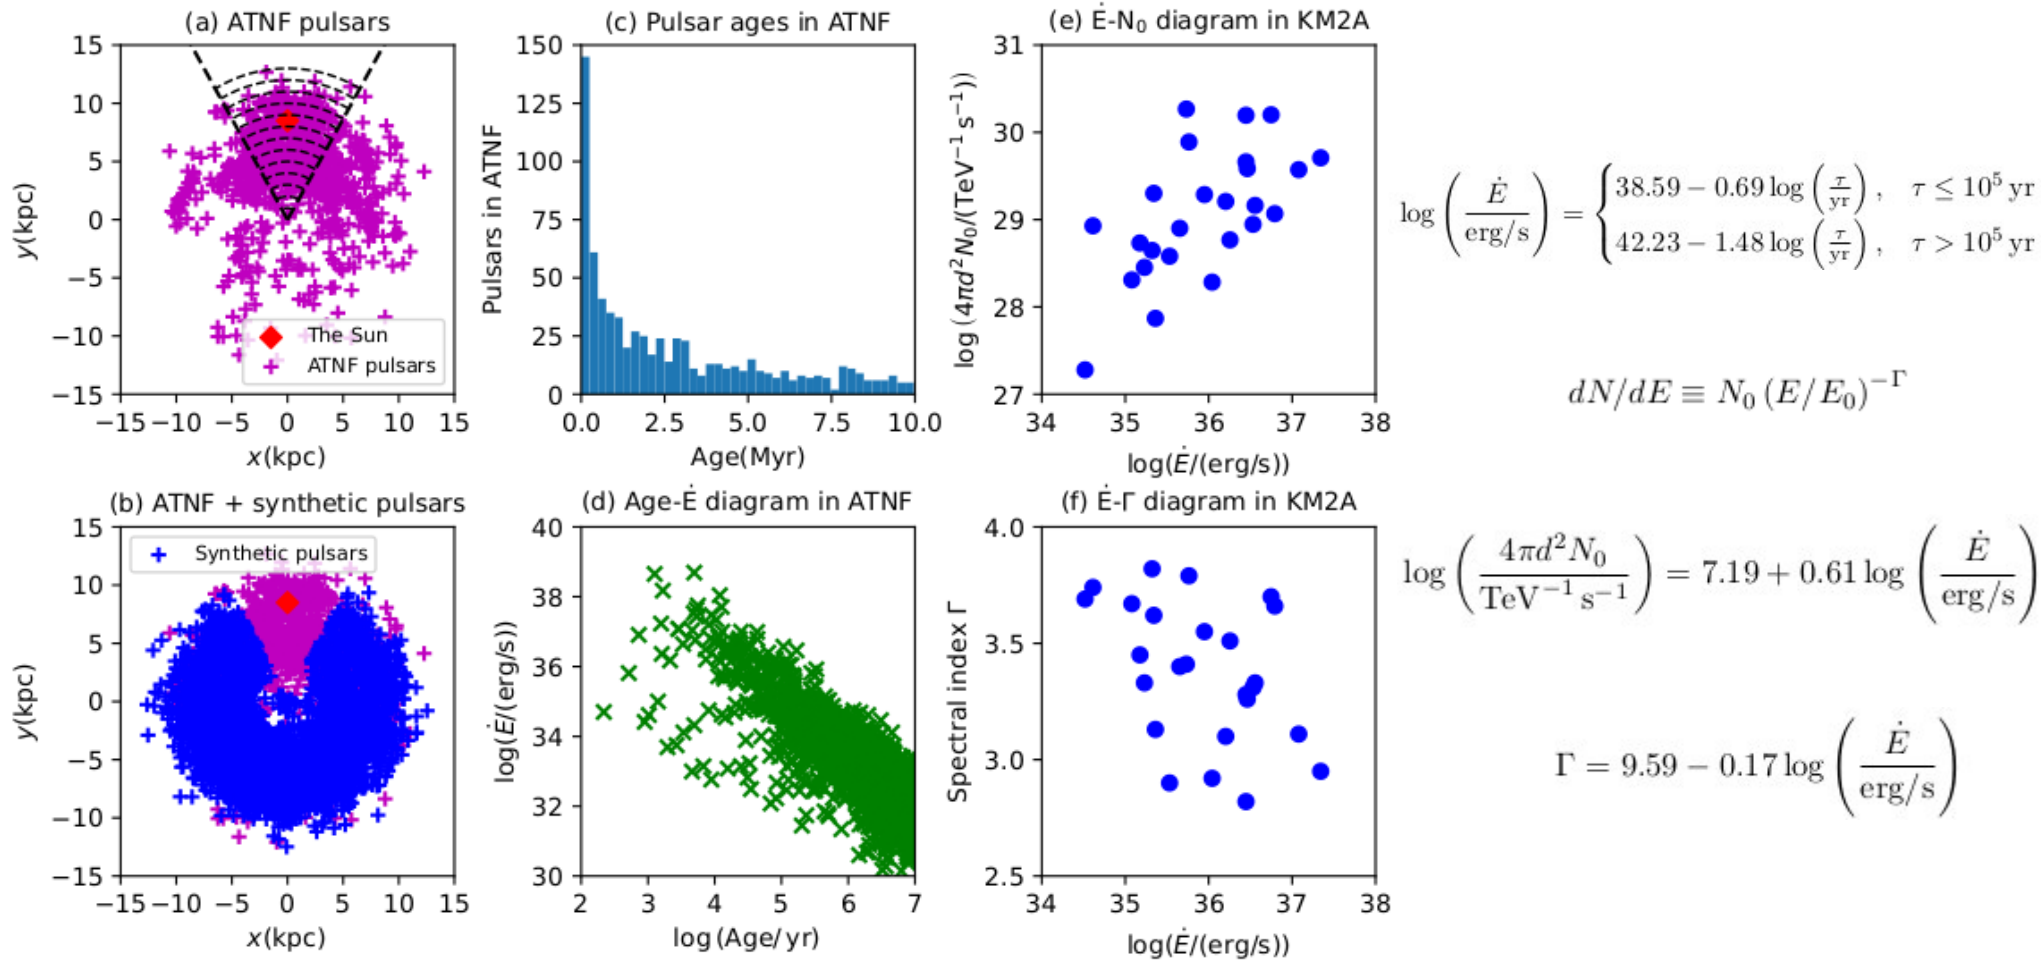 (a) ATNF pulsars
15
10
5
0
−5
−10
−15
y(kpc)
The Sun
ATNF pulsars
−15 −10 −5 0 5 10 15
x(kpc)
(c) Pulsar ages in ATNF
150
125
100
75
50
25
0
Pulsars in ATNF
0.0 2.5 5.0 7.5 10.0
Age(Myr)
(e) Ė-N₀ diagram in KM2A
31
30
29
28
27
log (4πd²N₀/(TeV⁻¹ s⁻¹))
34 35 36 37 38
log(Ė/(erg/s))
log (Ė / erg/s) = { 38.59 − 0.69 log (τ / yr), τ ≤ 10⁵ yr
42.23 − 1.48 log (τ / yr), τ > 10⁵ yr
dN/dE ≡ N₀ (E/E₀)^−Γ
(b) ATNF + synthetic pulsars
15
10
5
0
−5
−10
−15
y(kpc)
Synthetic pulsars
−15 −10 −5 0 5 10 15
x(kpc)
(d) Age-Ė diagram in ATNF
40
38
36
34
32
30
log(Ė/(erg/s))
2 3 4 5 6 7
log(Age/yr)
(f) Ė-Γ diagram in KM2A
4.0
3.5
3.0
2.5
Spectral index Γ
34 35 36 37 38
log(Ė/(erg/s))
log (4πd²N₀ / TeV⁻¹ s⁻¹) = 7.19 + 0.61 log (Ė / erg/s)
Γ = 9.59 − 0.17 log (Ė / erg/s)